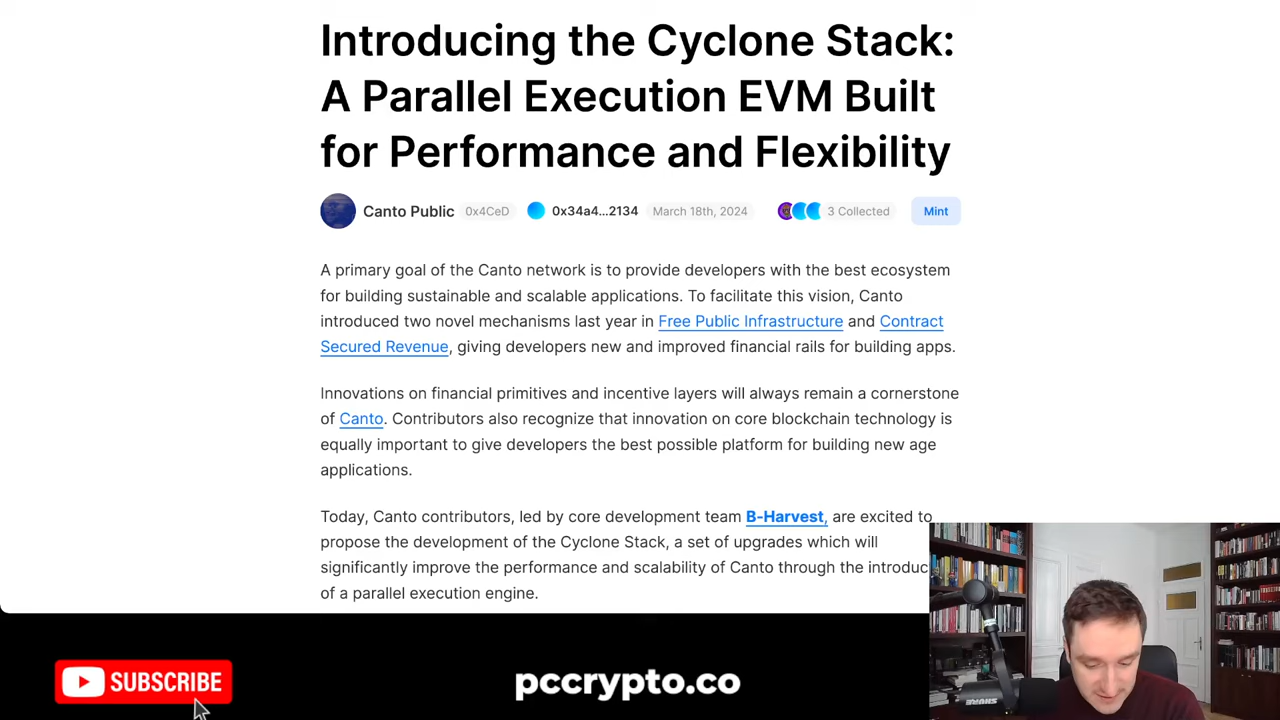 Introducing the Cyclone Stack:
A Parallel Execution EVM Built
for Performance and Flexibility
Canto Public 0x4CeD 0x34a4...2134 March 18th, 2024 3 Collected Mint
A primary goal of the Canto network is to provide developers with the best ecosystem
for building sustainable and scalable applications. To facilitate this vision, Canto
introduced two novel mechanisms last year in Free Public Infrastructure and Contract
Secured Revenue, giving developers new and improved financial rails for building apps.
Innovations on financial primitives and incentive layers will always remain a cornerstone
of Canto. Contributors also recognize that innovation on core blockchain technology is
equally important to give developers the best possible platform for building new age
applications.
Today, Canto contributors, led by core development team B-Harvest, are excited to
propose the development of the Cyclone Stack, a set of upgrades which will
significantly improve the performance and scalability of Canto through the introduc
of a parallel execution engine.
SUBSCRIBE
pccrypto.co
SHURE